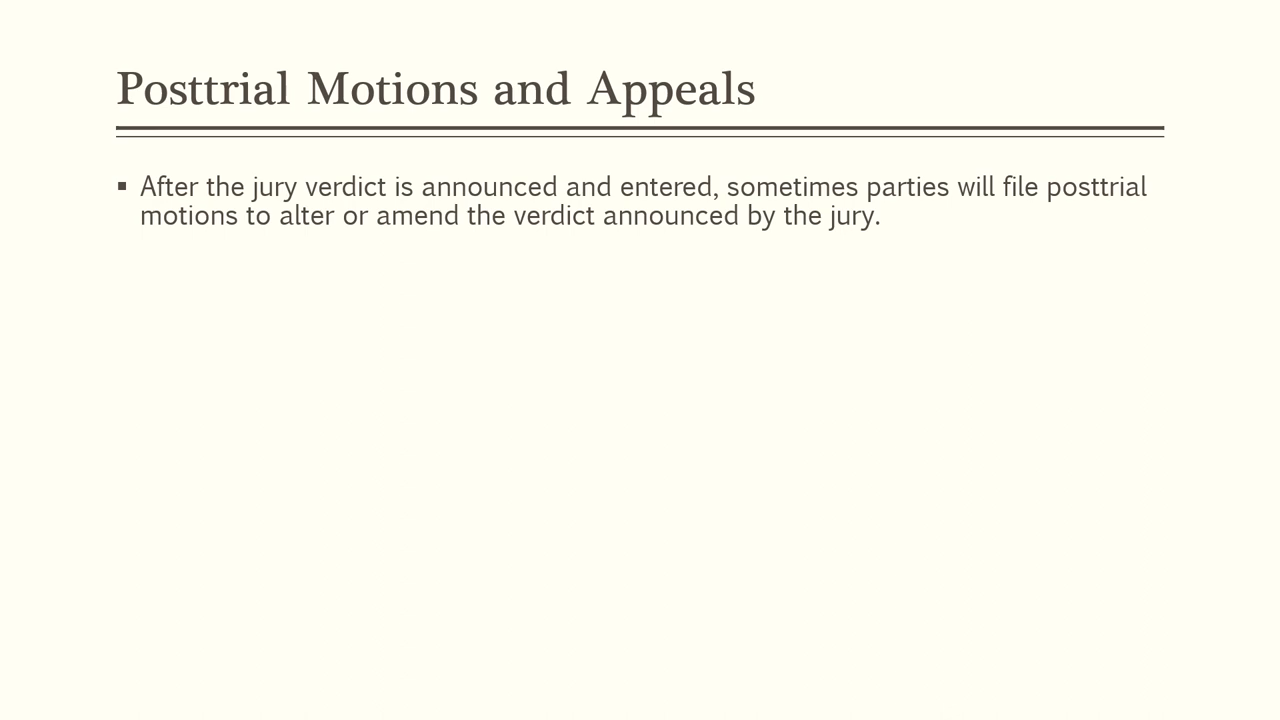 Posttrial Motions and Appeals
▪ After the jury verdict is announced and entered, sometimes parties will file posttrial
motions to alter or amend the verdict announced by the jury.